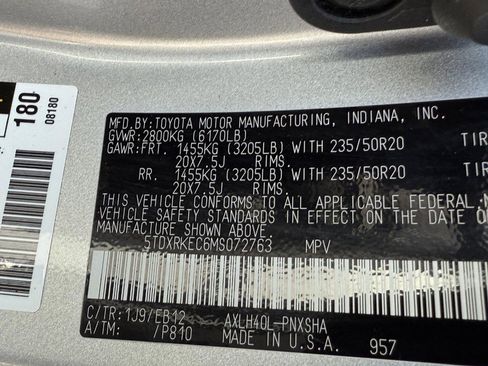 180
08180
MFD.BY:TOYOTA MOTOR MANUFACTURING, INDIANA, INC.
GVWR:2800KG (6170LB)
GAWR:FRT. 1455KG (3205LB) WITH 235/50R20 TIR
20X7.5J RIMS.
RR. 1455KG (3205LB) WITH 235/50R20 TIR
20X7.5J RIMS.
THIS VEHICLE CONFORMS TO ALL APPLICABLE FEDERAL M
VEHICLE SAFETY STANDARDS IN EFFECT ON THE DATE
MANUFACTURE SHOWN ABOVE.
5TDXRKEC6MS072763 MPV
C/TR:1J9/EB12 AXLH40L-PNXSHA
A/TM: /P810 MADE IN U.S.A. 957